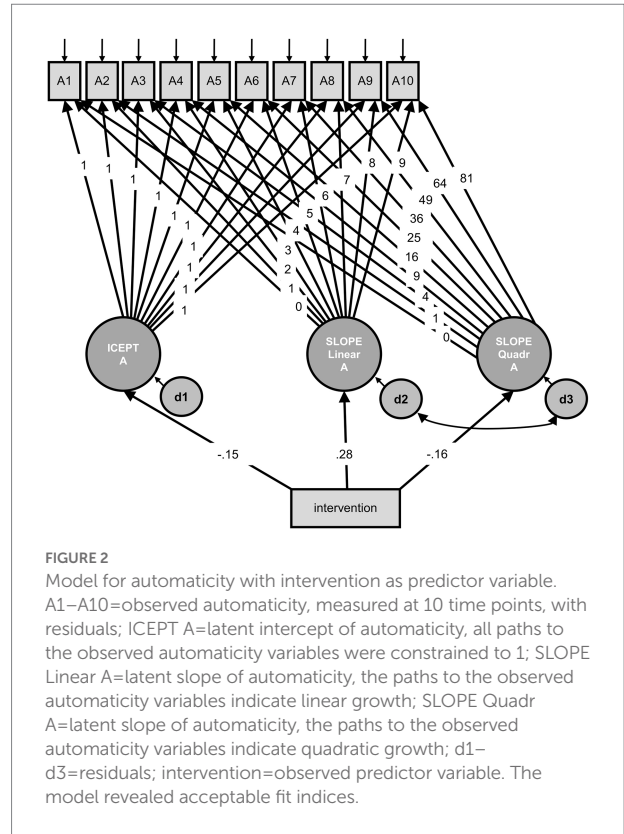 A1 A2 A3 A4 A5 A6 A7 A8 A9 A10
1 1 1 1 1 1 1 1 1 1
0 1 2 3 4 5 6 7 8 9
0 1 4 9 16 25 36 49 64 81
ICEPT
A
d1
SLOPE
Linear
A
d2
SLOPE
Quadr
A
d3
-.15 .28 -.16
intervention
FIGURE 2
Model for automaticity with intervention as predictor variable.
A1–A10=observed automaticity, measured at 10 time points, with
residuals; ICEPT A=latent intercept of automaticity, all paths to
the observed automaticity variables were constrained to 1; SLOPE
Linear A=latent slope of automaticity, the paths to the observed
automaticity variables indicate linear growth; SLOPE Quadr
A=latent slope of automaticity, the paths to the observed
automaticity variables indicate quadratic growth; d1–
d3=residuals; intervention=observed predictor variable. The
model revealed acceptable fit indices.